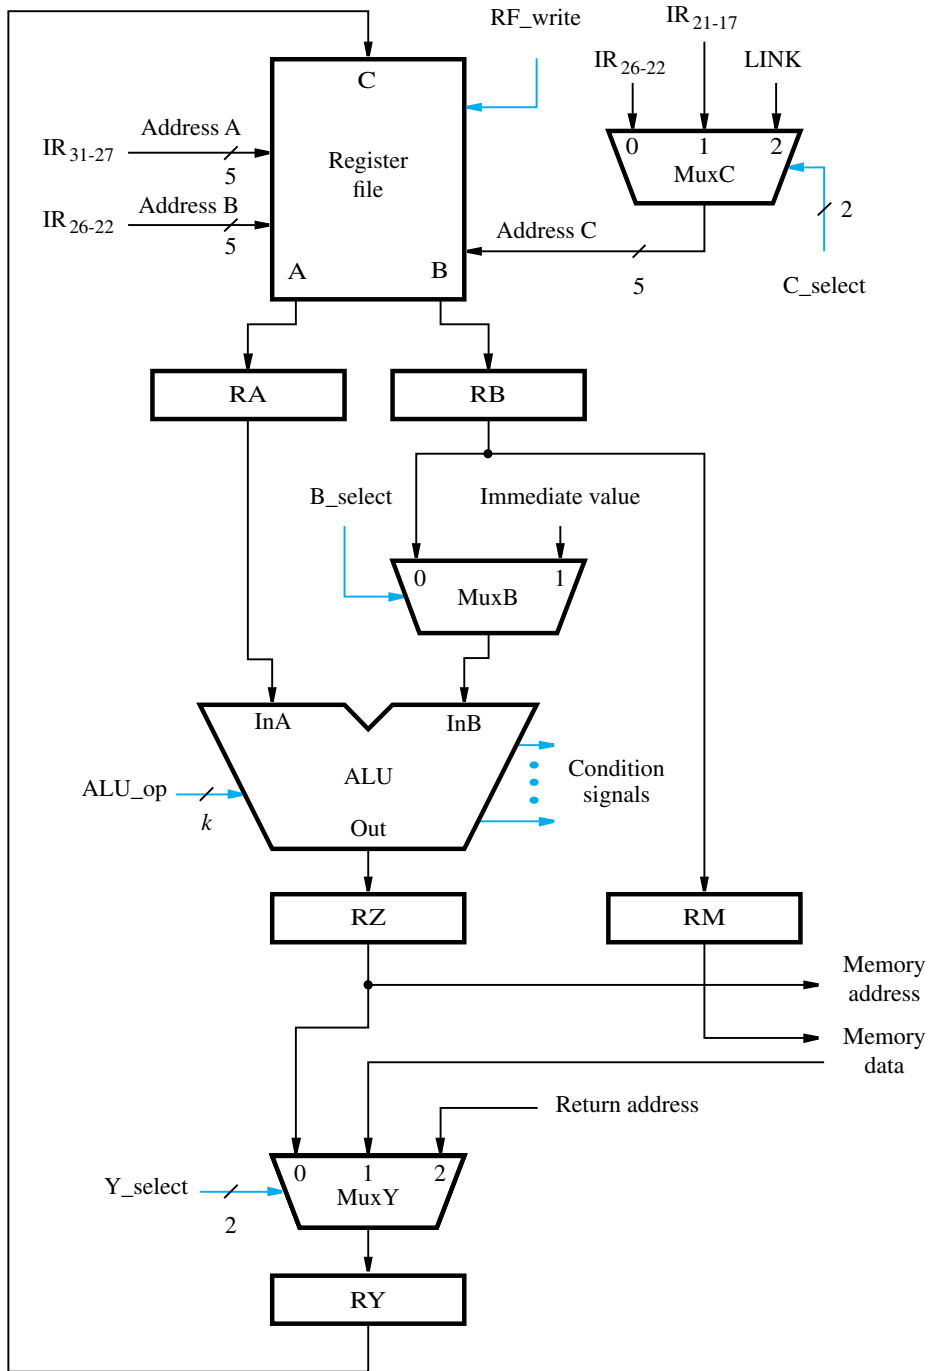 RF_write
IR21-17
IR26-22
LINK
C
Address A
IR31-27
5
Register
file
0 1 2
MuxC
Address B
IR26-22
5
2
Address C
5
C_select
A
B
RA
RB
B_select
Immediate value
0 1
MuxB
InA
InB
ALU
ALU_op
k
Condition
signals
Out
RZ
RM
Memory
address
Memory
data
Return address
0 1 2
Y_select
MuxY
2
RY